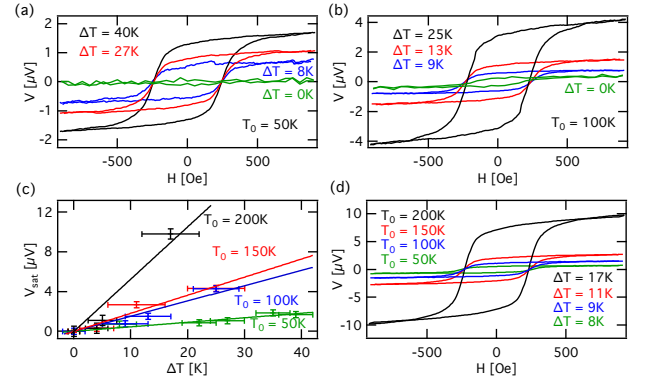 (a)
ΔT = 40K
ΔT = 27K
ΔT = 8K
ΔT = 0K
T₀ = 50K
V [µV]
2
1
0
-1
-2
-500
0
500
H [Oe]
(b)
ΔT = 25K
ΔT = 13K
ΔT = 9K
ΔT = 0K
T₀ = 100K
V [µV]
4
2
0
-2
-4
-500
0
500
H [Oe]
(c)
T₀ = 200K
T₀ = 150K
T₀ = 100K
T₀ = 50K
Vsat [µV]
12
8
4
0
0
10
20
30
40
ΔT [K]
(d)
T₀ = 200K
T₀ = 150K
T₀ = 100K
T₀ = 50K
ΔT = 17K
ΔT = 11K
ΔT = 9K
ΔT = 8K
V [µV]
10
5
0
-5
-10
-500
0
500
H [Oe]